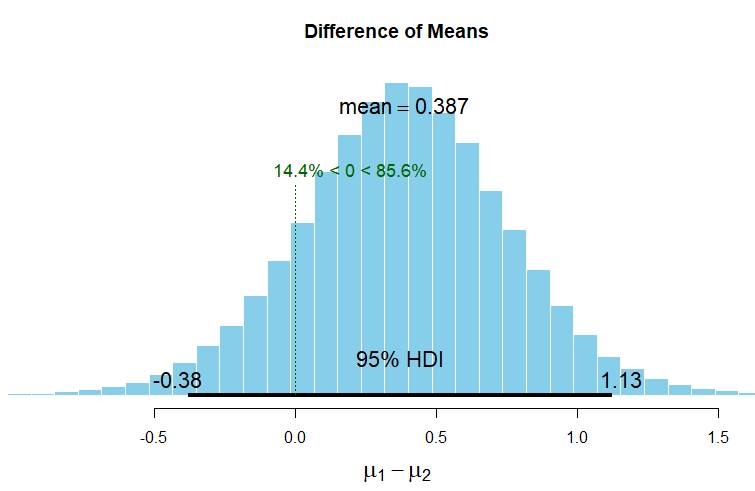 Difference of Means
mean = 0.387
14.4% < 0 < 85.6%
95% HDI
-0.38 1.13
-0.5 0.0 0.5 1.0 1.5
μ1 − μ2